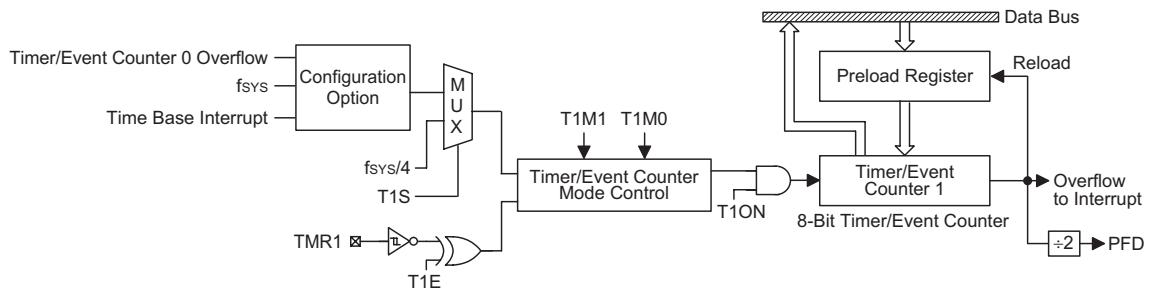 Data Bus
Timer/Event Counter 0 Overflow
fSYS
Time Base Interrupt
Configuration
Option
M
U
X
fSYS/4
T1S
T1M1
T1M0
Timer/Event Counter
Mode Control
TMR1
T1E
T1ON
Preload Register
Reload
Timer/Event
Counter 1
8-Bit Timer/Event Counter
Overflow
to Interrupt
÷2
PFD